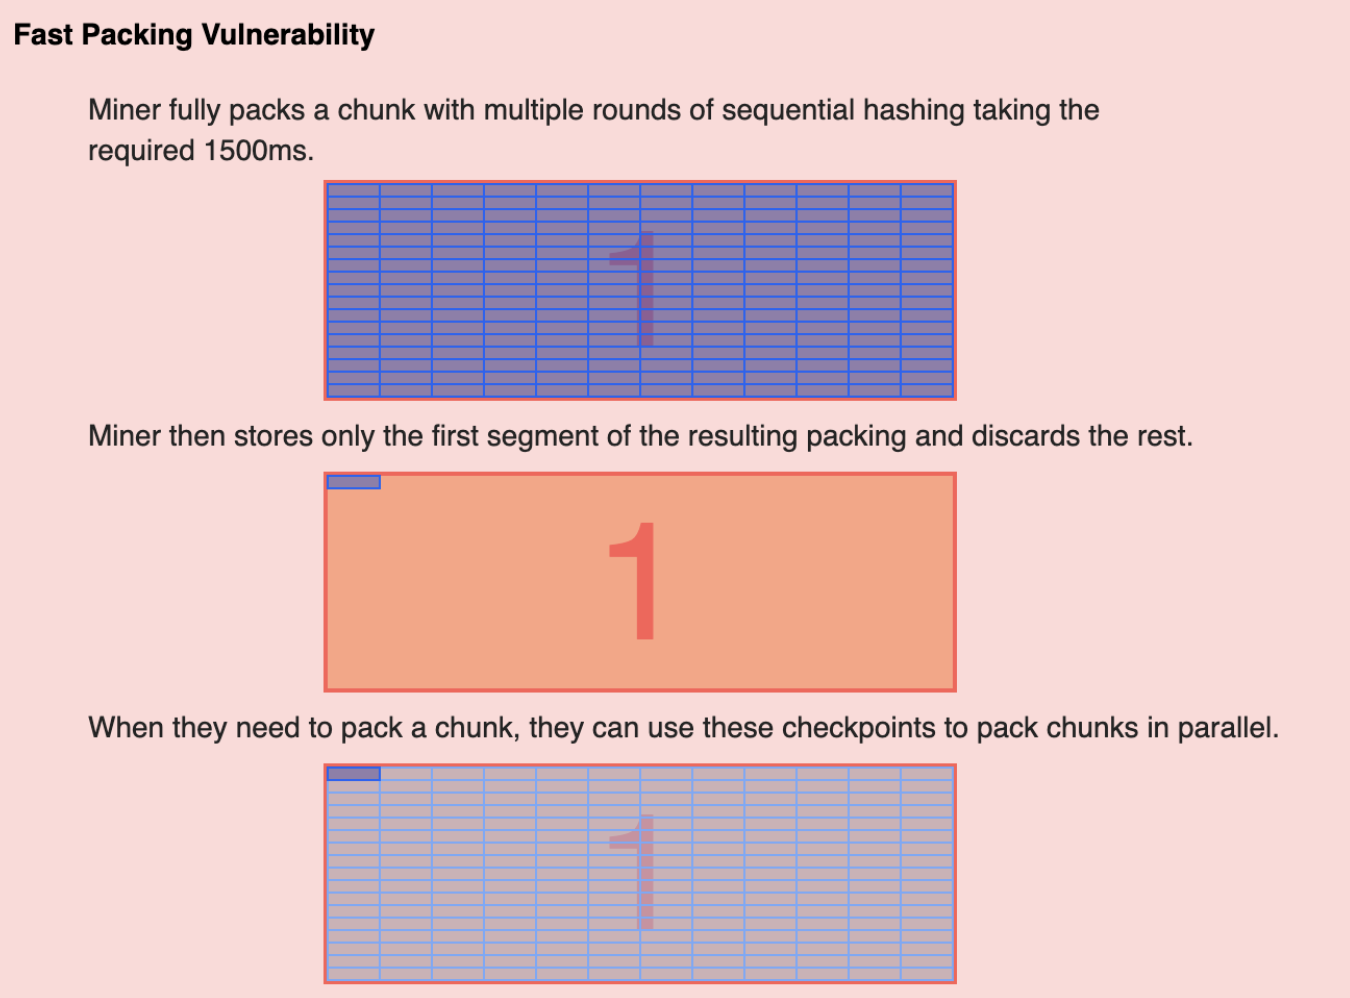 Fast Packing Vulnerability
Miner fully packs a chunk with multiple rounds of sequential hashing taking the
required 1500ms.
1
Miner then stores only the first segment of the resulting packing and discards the rest.
1
When they need to pack a chunk, they can use these checkpoints to pack chunks in parallel.
1